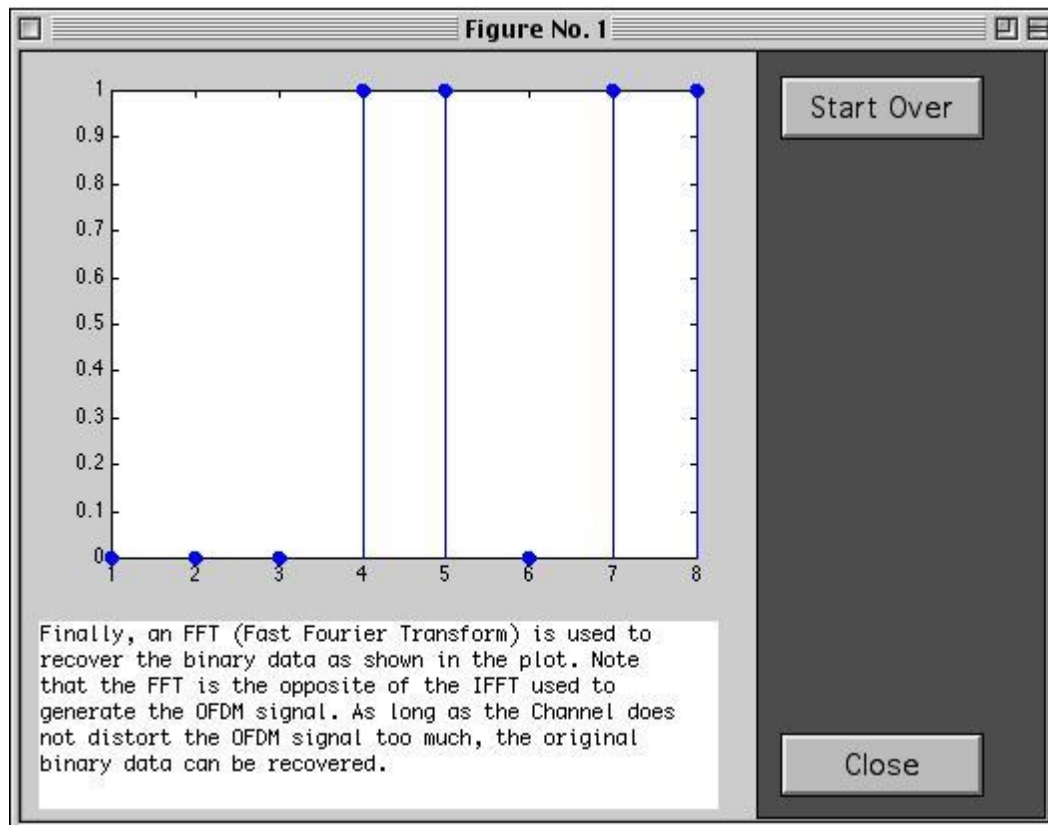 Figure No. 1
Start Over
1
0.9
0.8
0.7
0.6
0.5
0.4
0.3
0.2
0.1
0
1 2 3 4 5 6 7 8
Finally, an FFT (Fast Fourier Transform) is used to
recover the binary data as shown in the plot. Note
that the FFT is the opposite of the IFFT used to
generate the OFDM signal. As long as the Channel does
not distort the OFDM signal too much, the original
binary data can be recovered.
Close